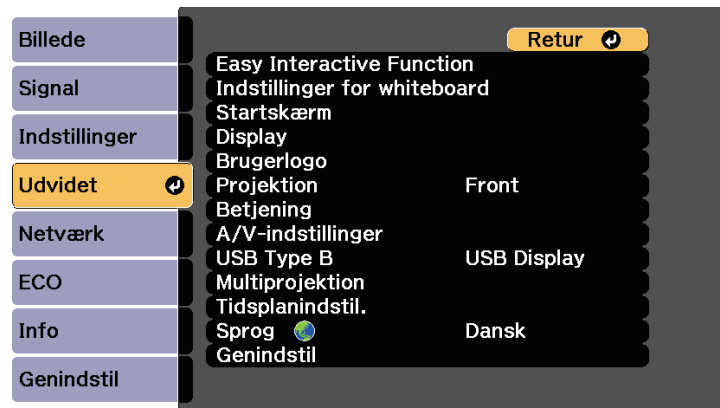 Billede
Signal
Indstillinger
Udvidet
Netværk
ECO
Info
Genindstil
Retur
Easy Interactive Function
Indstillinger for whiteboard
Startskærm
Display
Brugerlogo
Projektion Front
Betjening
A/V-indstillinger
USB Type B USB Display
Multiprojektion
Tidsplanindstil.
Sprog Dansk
Genindstil